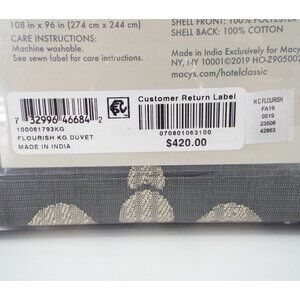 108 in x 96 in (274 cm x 244 cm)
CARE INSTRUCTIONS:
Machine washable.
See sewn label for care instructions.
SHELL FRONT: 100% POLYESTER
SHELL BACK: 100% COTTON
Made in India Exclusively for Macy
NY, NY 10001©2019 HO-Z905002
macys.com/hotelclassic
7 32996 46684 2
100081793KG
FLOURISH KG DUVET
MADE IN INDIA
Customer Return Label
070601063100
$420.00
H C FLOURISH
FA19
0519
23508
42863